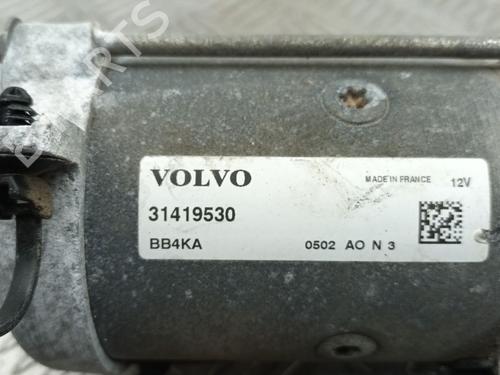 VOLVO
MADE IN FRANCE 12V
31419530
BB4KA 0502 AO N 3